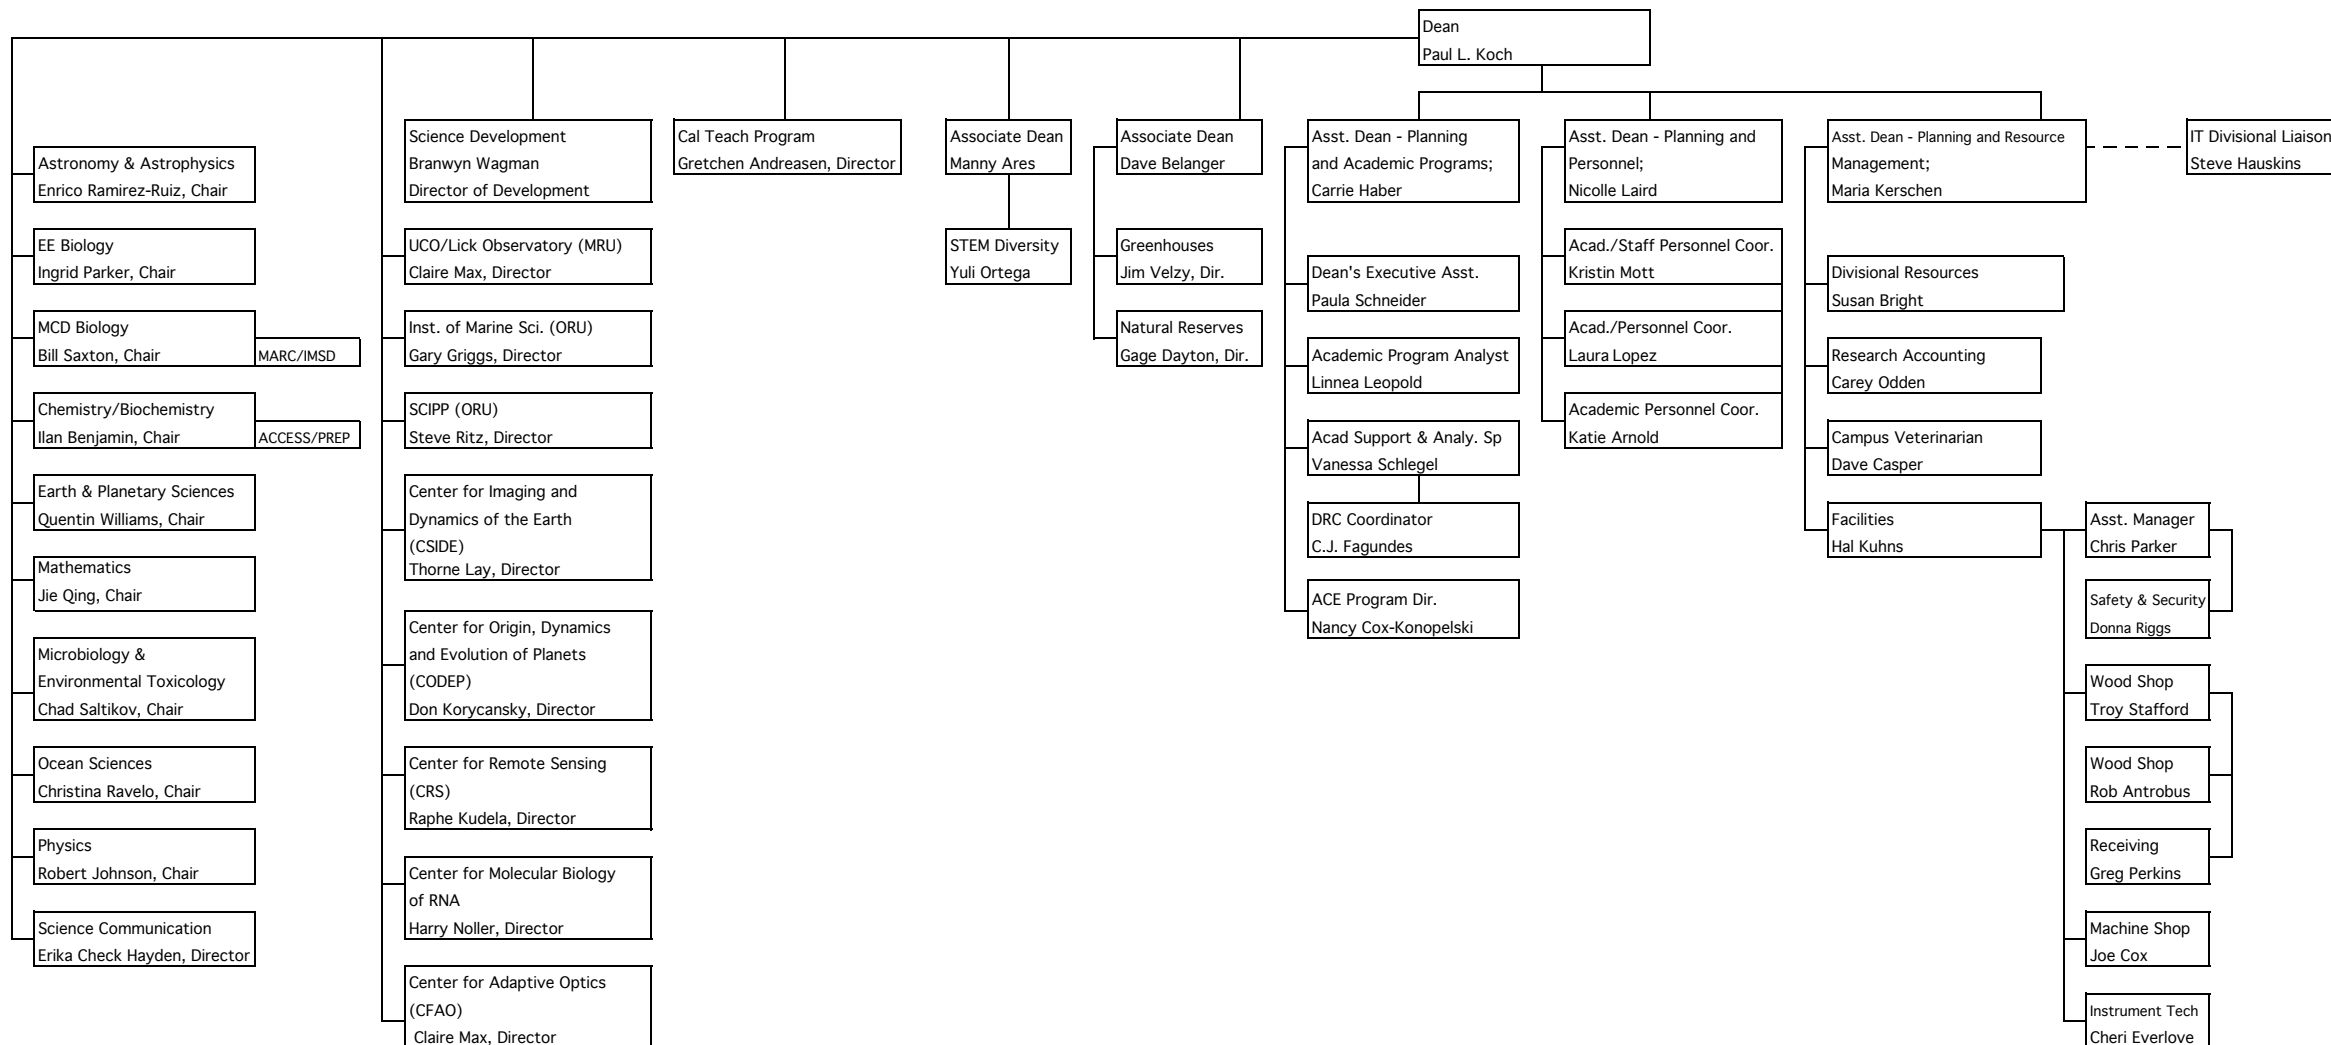 Dean
Paul L. Koch
Astronomy & Astrophysics
Enrico Ramirez-Ruiz, Chair
EE Biology
Ingrid Parker, Chair
MCD Biology
Bill Saxton, Chair
MARC/IMSD
Chemistry/Biochemistry
Ilan Benjamin, Chair
ACCESS/PREP
Earth & Planetary Sciences
Quentin Williams, Chair
Mathematics
Jie Qing, Chair
Microbiology &
Environmental Toxicology
Chad Saltikov, Chair
Ocean Sciences
Christina Ravelo, Chair
Physics
Robert Johnson, Chair
Science Communication
Erika Check Hayden, Director
Science Development
Branwyn Wagman
Director of Development
UCO/Lick Observatory (MRU)
Claire Max, Director
Inst. of Marine Sci. (ORU)
Gary Griggs, Director
SCIPP (ORU)
Steve Ritz, Director
Center for Imaging and
Dynamics of the Earth
(CSIDE)
Thorne Lay, Director
Center for Origin, Dynamics
and Evolution of Planets
(CODEP)
Don Korycansky, Director
Center for Remote Sensing
(CRS)
Raphe Kudela, Director
Center for Molecular Biology
of RNA
Harry Noller, Director
Center for Adaptive Optics
(CFAO)
Claire Max, Director
Cal Teach Program
Gretchen Andreasen, Director
Associate Dean
Manny Ares
STEM Diversity
Yuli Ortega
Associate Dean
Dave Belanger
Greenhouses
Jim Velzy, Dir.
Natural Reserves
Gage Dayton, Dir.
Asst. Dean - Planning
and Academic Programs;
Carrie Haber
Dean's Executive Asst.
Paula Schneider
Academic Program Analyst
Linnea Leopold
Acad Support & Analy. Sp
Vanessa Schlegel
DRC Coordinator
C.J. Fagundes
ACE Program Dir.
Nancy Cox-Konopelski
Asst. Dean - Planning and
Personnel;
Nicolle Laird
Acad./Staff Personnel Coor.
Kristin Mott
Acad./Personnel Coor.
Laura Lopez
Academic Personnel Coor.
Katie Arnold
Asst. Dean - Planning and Resource
Management;
Maria Kerschen
Divisional Resources
Susan Bright
Research Accounting
Carey Odden
Campus Veterinarian
Dave Casper
Facilities
Hal Kuhns
IT Divisional Liaison
Steve Hauskins
Asst. Manager
Chris Parker
Safety & Security
Donna Riggs
Wood Shop
Troy Stafford
Wood Shop
Rob Antrobus
Receiving
Greg Perkins
Machine Shop
Joe Cox
Instrument Tech
Cheri Everlove